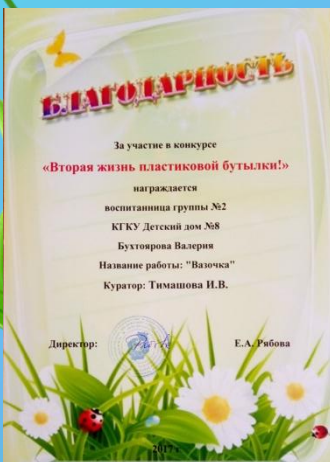 БЛАГОДАРНОСТЬ
За участие в конкурсе
«Вторая жизнь пластиковой бутылки!»
награждается
воспитанница группы №2
КГКУ Детский дом №8
Бухтоярова Валерия
Название работы: "Вазочка"
Куратор: Тимашова И.В.
Директор: Е.А. Рябова
2017 г.